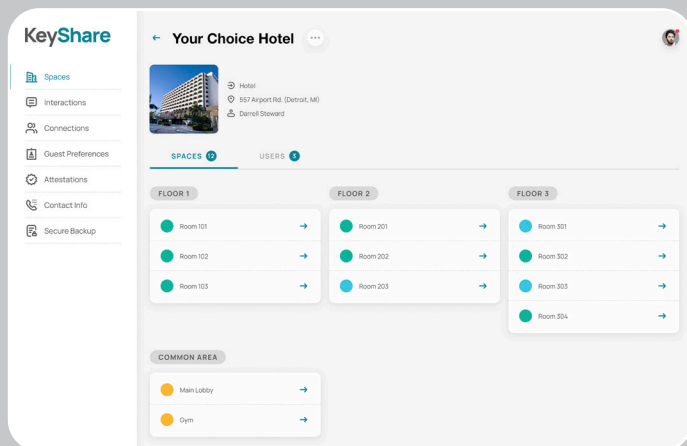 KeyShare
Spaces
Interactions
Connections
Guest Preferences
Attestations
Contact Info
Secure Backup
← Your Choice Hotel ...
Hotel
557 Airport Rd. (Detroit, MI)
Darrell Steward
SPACES 12
USERS 3
FLOOR 1
Room 101
Room 102
Room 103
FLOOR 2
Room 201
Room 202
Room 203
FLOOR 3
Room 301
Room 302
Room 303
Room 304
COMMON AREA
Main Lobby
Gym